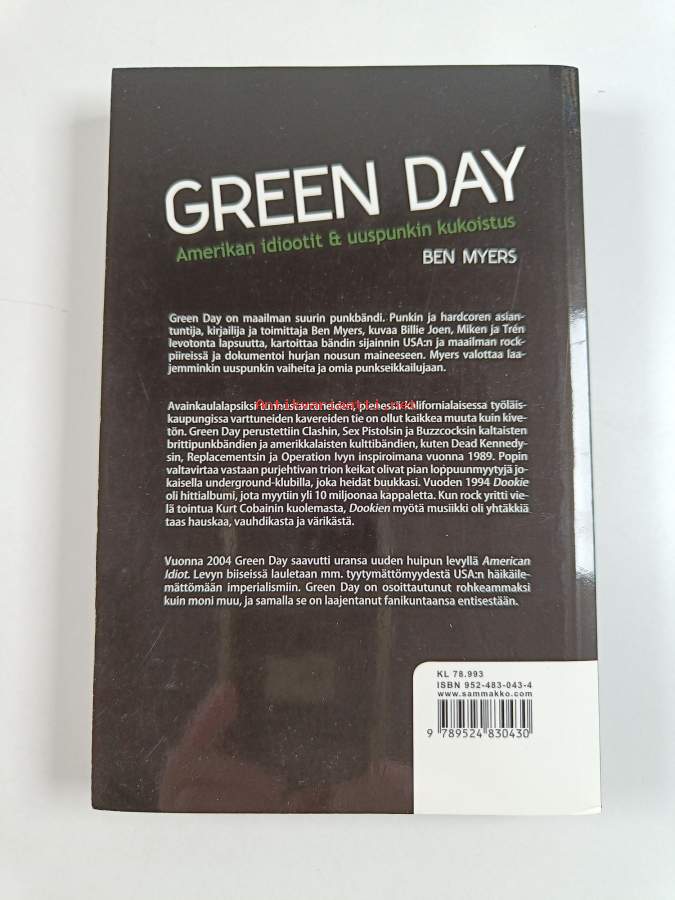 GREEN DAY
Amerikan idiootit & uuspunkin kukoistus
BEN MYERS
Green Day on maailman suurin punkbändi. Punkin ja hardcoren asian-
tuntija, kirjailija ja toimittaja Ben Myers, kuvaa Billie Joen, Miken ja Trén
levotonta lapsuutta, kartoittaa bändin sijainnin USA:n ja maailman rock-
piireissä ja dokumentoi hurjan nousun maineeseen. Myers valottaa laa-
jemminkin uuspunkin vaiheita ja omia punkseikkailujaan.
Antikvariaatti.net
Avainkaulalapsiksi tunnustautuneiden, pienessä kalifornialaisessa työläis-
kaupungissa varttuneiden kavereiden tie on ollut kaikkea muuta kuin kive-
tön. Green Day perustettiin Clashin, Sex Pistolsin ja Buzzcocksin kaltaisten
brittipunkbändien ja amerikkalaisten kulttibändien, kuten Dead Kennedy-
sin, Replacementsin ja Operation Ivyn inspiroimana vuonna 1989. Popin
valtavirtaa vastaan purjehtivan trion keikat olivat pian loppuunmyytyjä jo-
kaisella underground-klubilla, joka heidät buukkasi. Vuoden 1994 Dookie
oli hittialbumi, jota myytiin yli 10 miljoonaa kappaletta. Kun rock yritti vie-
lä tointua Kurt Cobainin kuolemasta, Dookien myötä musiikki oli yhtäkkiä
taas hauskaa, vauhdikasta ja värikästä.
Vuonna 2004 Green Day saavutti uransa uuden huipun levyllä American
Idiot. Levyn biiseissä lauletaan mm. tyytymättömyydestä USA:n häikäile-
mättömään imperialismiin. Green Day on osoittautunut rohkeammaksi
kuin moni muu, ja samalla se on laajentanut fanikuntaansa entisestään.
KL 78.993
ISBN 952-483-043-4
www.sammakko.com
9 789524 830430